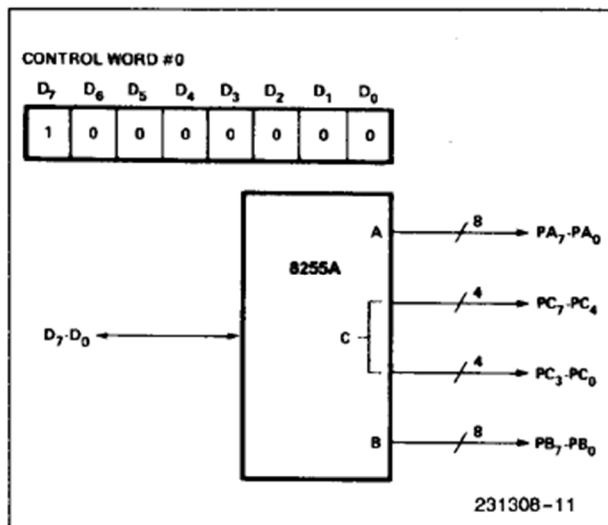 CONTROL WORD #0
D7 D6 D5 D4 D3 D2 D1 D0
1 0 0 0 0 0 0 0
A 8 PA7-PA0
8255A
4 PC7-PC4
D7-D0 C
4 PC3-PC0
B 8 PB7-PB0
231308-11